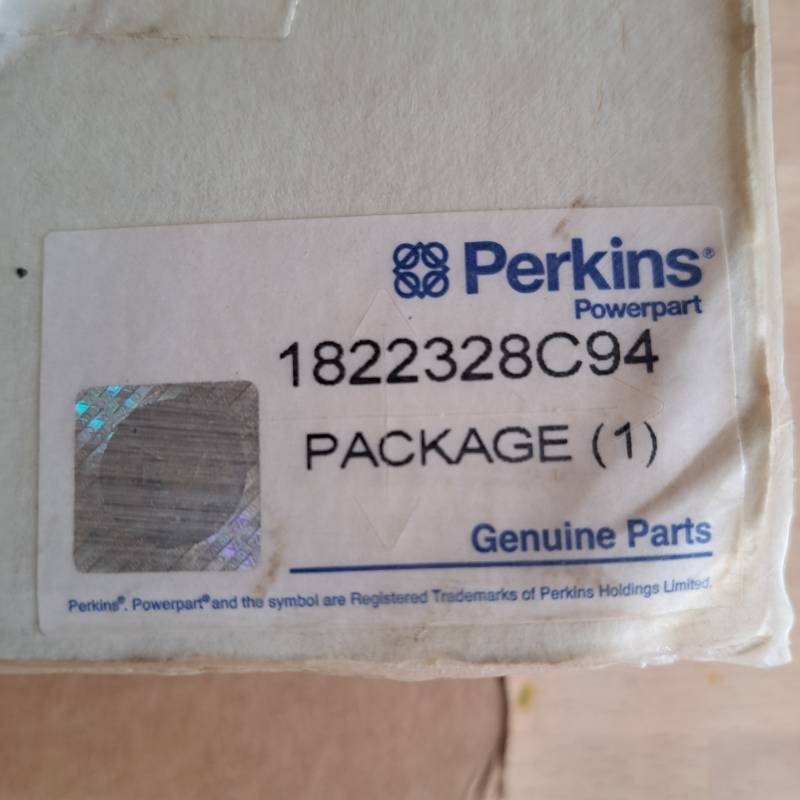 Perkins®
Powerpart
1822328C94
PACKAGE (1)
Genuine Parts
Perkins®. Powerpart® and the symbol are Registered Trademarks of Perkins Holdings Limited.